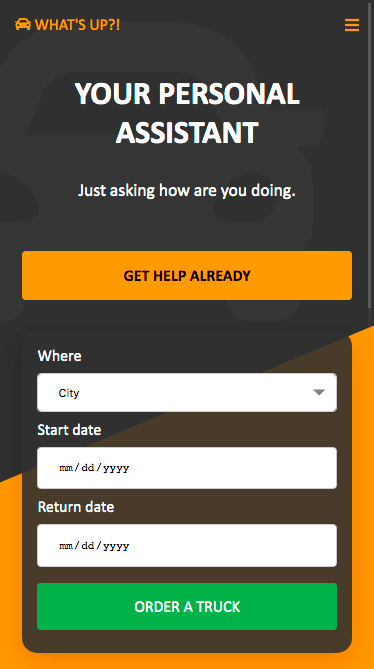 WHAT'S UP?!
YOUR PERSONAL
ASSISTANT
Just asking how are you doing.
GET HELP ALREADY
Where
City
Start date
mm/dd/yyyy
Return date
mm/dd/yyyy
ORDER A TRUCK